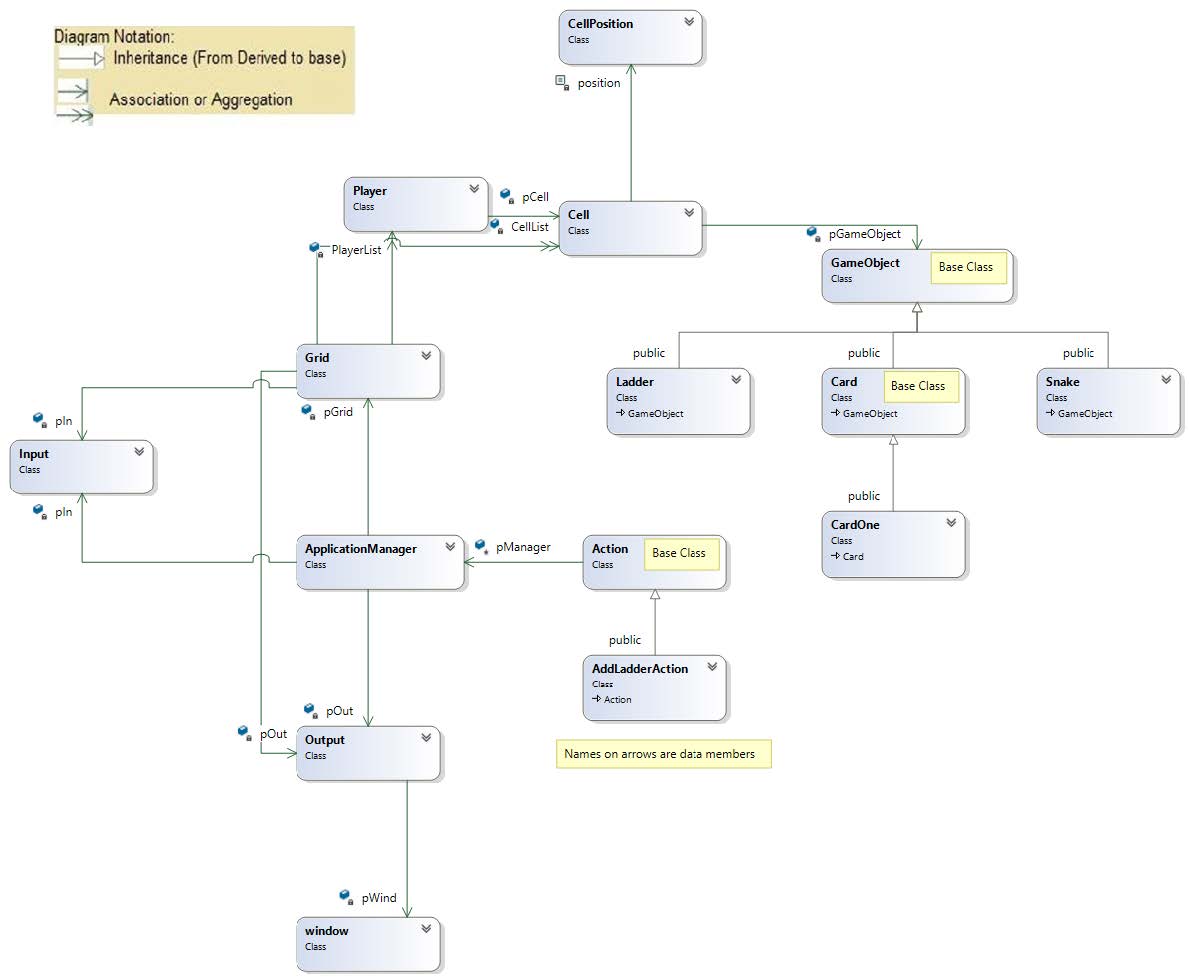 Diagram Notation:
Inheritance (From Derived to base)
Association or Aggregation
CellPosition
Class
position
Player
Class
pCell
CellList
Cell
Class
PlayerList
pGameObject
GameObject
Class
Base Class
Grid
Class
pGrid
public
public
public
Ladder
Class
GameObject
Card
Class
GameObject
Base Class
Snake
Class
GameObject
pIn
Input
Class
pIn
public
CardOne
Class
Card
ApplicationManager
Class
pManager
Action
Class
Base Class
public
AddLadderAction
Class
Action
pOut
pOut
Output
Class
Names on arrows are data members
pWind
window
Class